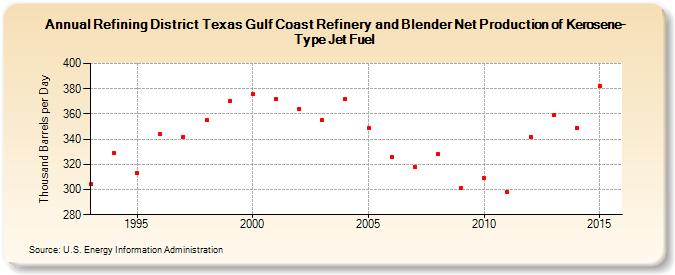 Annual Refining District Texas Gulf Coast Refinery and Blender Net Production of Kerosene-
Type Jet Fuel
Thousand Barrels per Day
400
380
360
340
320
300
280
1995 2000 2005 2010 2015
Source: U.S. Energy Information Administration